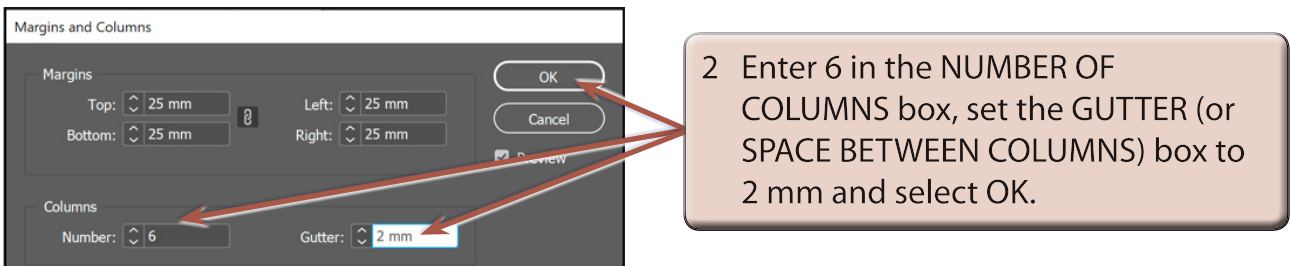 Margins and Columns
Margins
Top: 25 mm Left: 25 mm
Bottom: 25 mm Right: 25 mm
OK
Cancel
Preview
Columns
Number: 6 Gutter: 2 mm
2 Enter 6 in the NUMBER OF
COLUMNS box, set the GUTTER (or
SPACE BETWEEN COLUMNS) box to
2 mm and select OK.